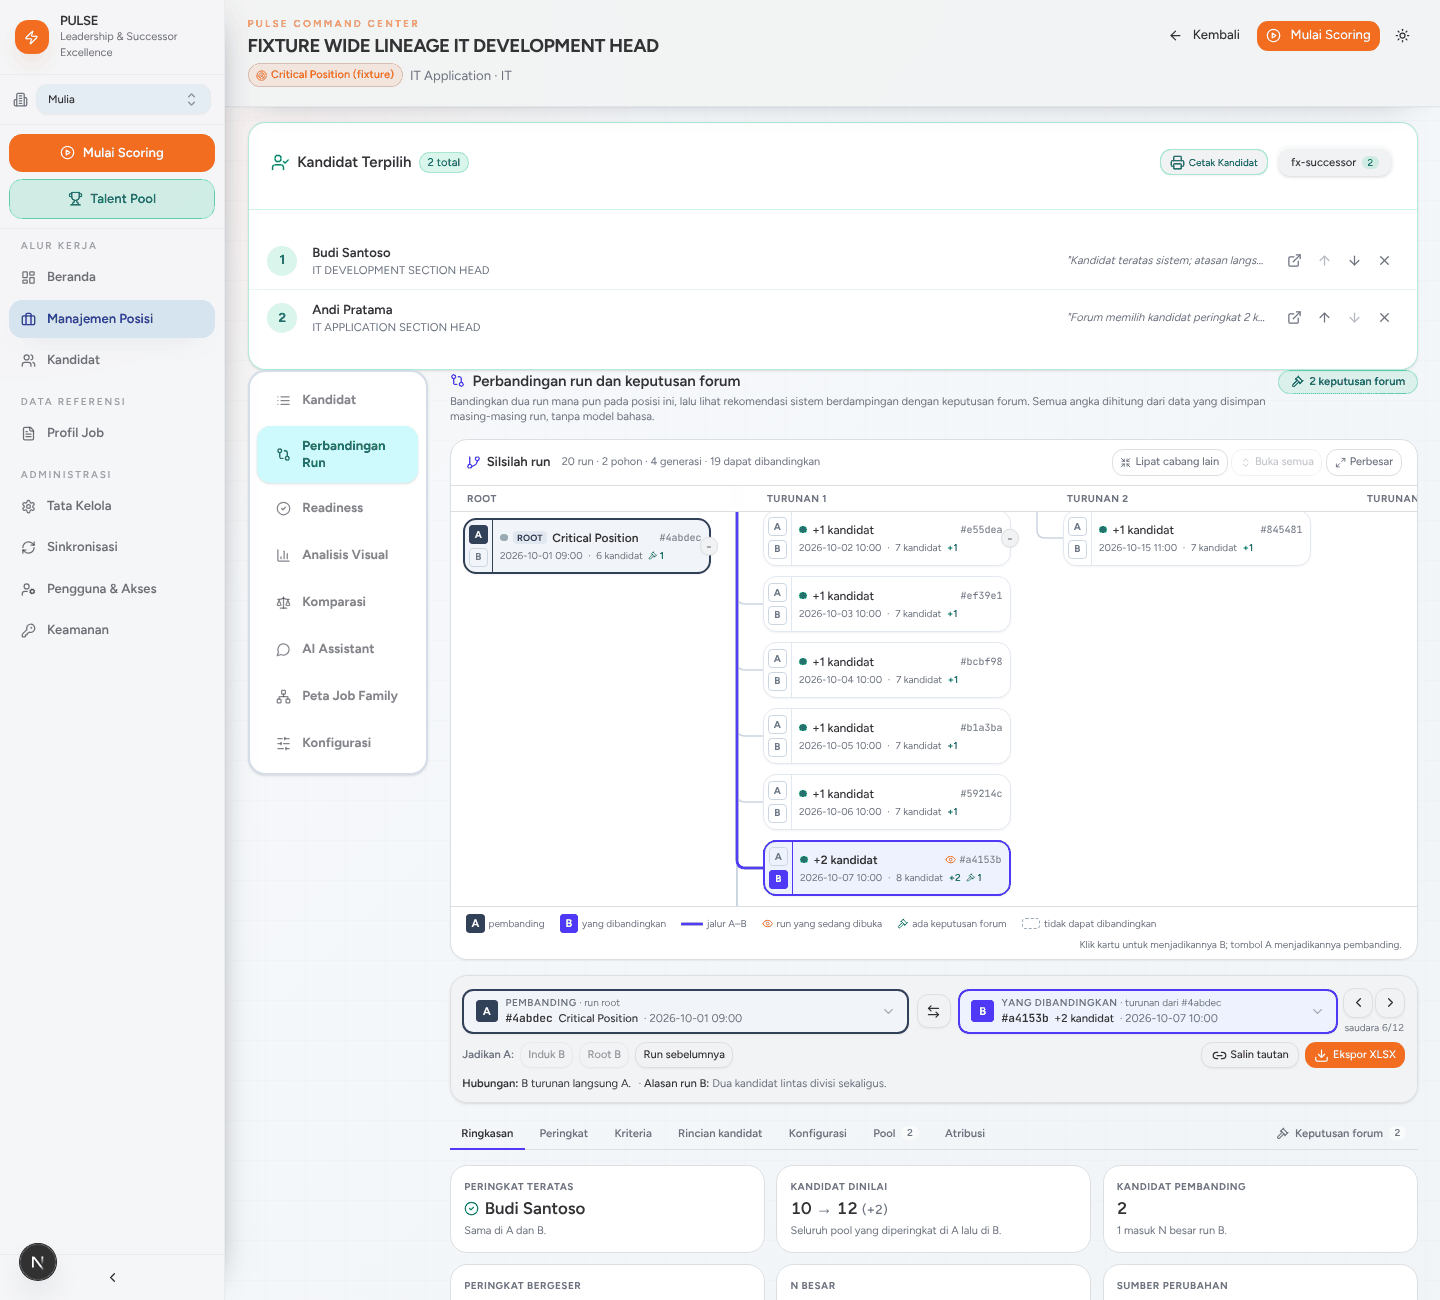 PULSE
Leadership & Successor
Excellence
Mulia
Mulai Scoring
Talent Pool
ALUR KERJA
Beranda
Manajemen Posisi
Kandidat
DATA REFERENSI
Profil Job
ADMINISTRASI
Tata Kelola
Sinkronisasi
Pengguna & Akses
Keamanan
N
PULSE COMMAND CENTER
FIXTURE WIDE LINEAGE IT DEVELOPMENT HEAD
Critical Position (fixture) IT Application · IT
Kembali
Mulai Scoring
Kandidat Terpilih 2 total
Cetak Kandidat
fx-successor 2
1 Budi Santoso
IT DEVELOPMENT SECTION HEAD
"Kandidat teratas sistem; atasan langs…
2 Andi Pratama
IT APPLICATION SECTION HEAD
"Forum memilih kandidat peringkat 2 k…
Kandidat
Perbandingan
Run
Readiness
Analisis Visual
Komparasi
AI Assistant
Peta Job Family
Konfigurasi
Perbandingan run dan keputusan forum
2 keputusan forum
Bandingkan dua run mana pun pada posisi ini, lalu lihat rekomendasi sistem berdampingan dengan keputusan forum. Semua angka dihitung dari data yang disimpan
masing-masing run, tanpa model bahasa.
Silsilah run 20 run · 2 pohon · 4 generasi · 19 dapat dibandingkan
Lipat cabang lain Buka semua Perbesar
ROOT TURUNAN 1 TURUNAN 2 TURUNAN
A B ROOT Critical Position #4abdec
2026-10-01 09:00 · 6 kandidat 1
A B +1 kandidat #e55dea
2026-10-02 10:00 · 7 kandidat +1
A B +1 kandidat #845481
2026-10-15 11:00 · 7 kandidat +1
A B +1 kandidat #ef39e1
2026-10-03 10:00 · 7 kandidat +1
A B +1 kandidat #bcbf98
2026-10-04 10:00 · 7 kandidat +1
A B +1 kandidat #b1a3ba
2026-10-05 10:00 · 7 kandidat +1
A B +1 kandidat #59214c
2026-10-06 10:00 · 7 kandidat +1
A B +2 kandidat #a4153b
2026-10-07 10:00 · 8 kandidat +2 1
A pembanding B yang dibandingkan jalur A–B run yang sedang dibuka ada keputusan forum tidak dapat dibandingkan
Klik kartu untuk menjadikannya B; tombol A menjadikannya pembanding.
A PEMBANDING · run root
#4abdec Critical Position · 2026-10-01 09:00
B YANG DIBANDINGKAN · turunan dari #4abdec
#a4153b +2 kandidat · 2026-10-07 10:00
saudara 6/12
Jadikan A: Induk B Root B Run sebelumnya
Salin tautan Ekspor XLSX
Hubungan: B turunan langsung A. · Alasan run B: Dua kandidat lintas divisi sekaligus.
Ringkasan Peringkat Kriteria Rincian kandidat Konfigurasi Pool 2 Atribusi Keputusan forum 2
PERINGKAT TERATAS
Budi Santoso
Sama di A dan B.
KANDIDAT DINILAI
10 → 12 (+2)
Seluruh pool yang diperingkat di A lalu di B.
KANDIDAT PEMBANDING
2
1 masuk N besar run B.
PERINGKAT BERGESER
N BESAR
SUMBER PERUBAHAN